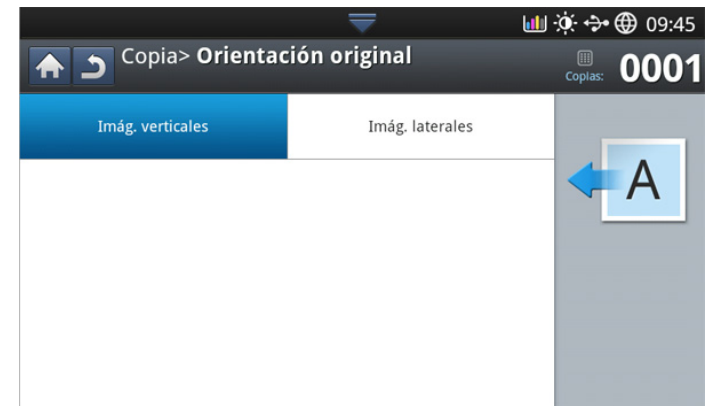 09:45
Copia> Orientación original
Copias: 0001
Imág. verticales
Imág. laterales
A